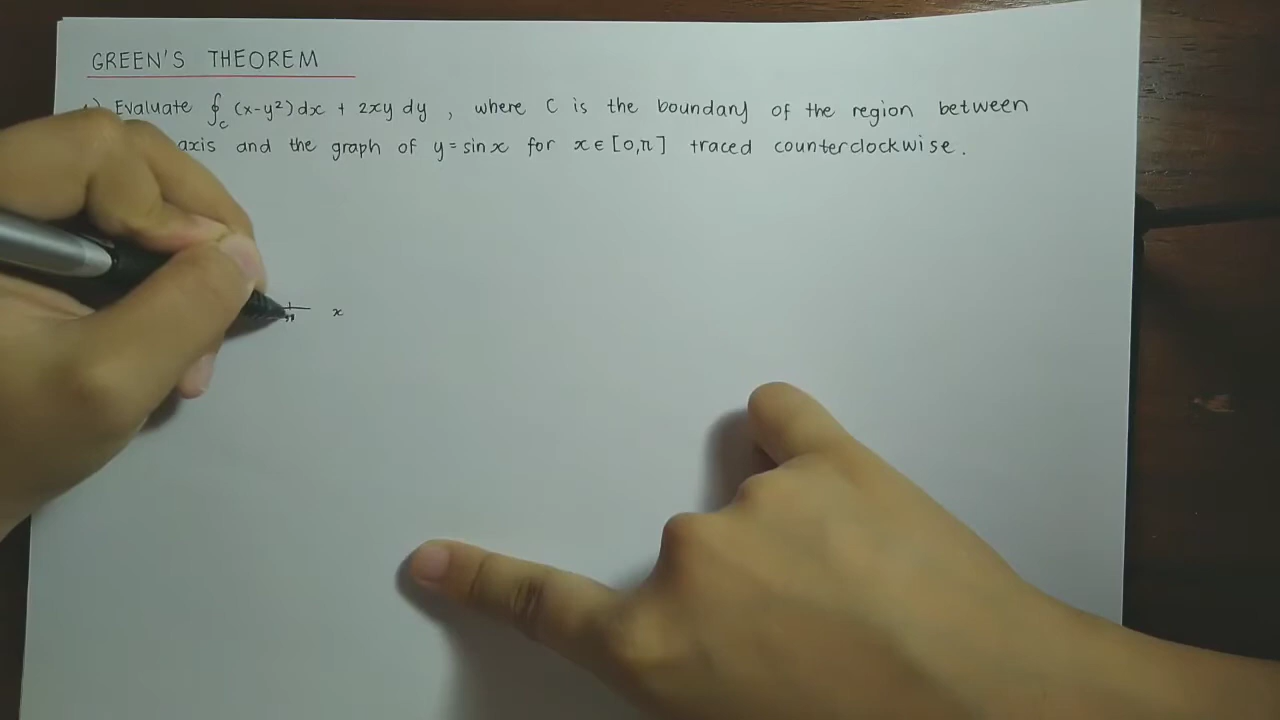 GREEN'S THEOREM
Evaluate ∮c (x-y²) dx + 2xy dy , where C is the boundary of the region between
axis and the graph of y = sin x for x ∈ [0,π] traced counterclockwise.
x